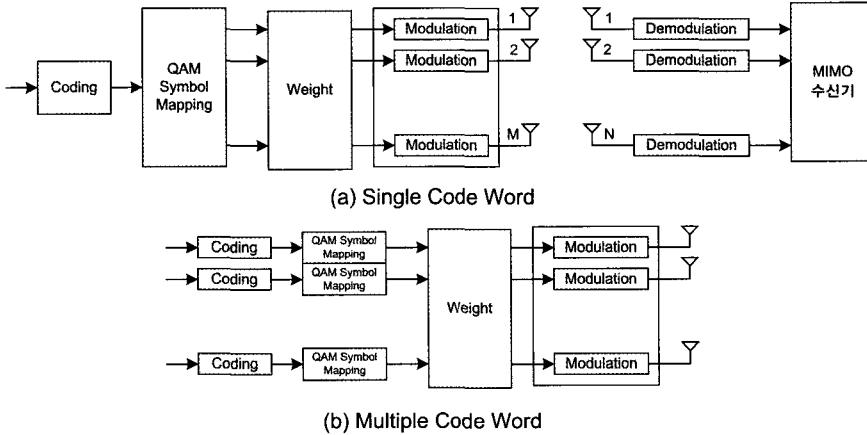 Coding
QAM
Symbol
Mapping
Weight
Modulation
1
Modulation
2
Modulation
M
1
Demodulation
2
Demodulation
N
Demodulation
MIMO
수신기
(a) Single Code Word
Coding
QAM Symbol
Mapping
Coding
QAM Symbol
Mapping
Coding
QAM Symbol
Mapping
Weight
Modulation
Modulation
Modulation
(b) Multiple Code Word